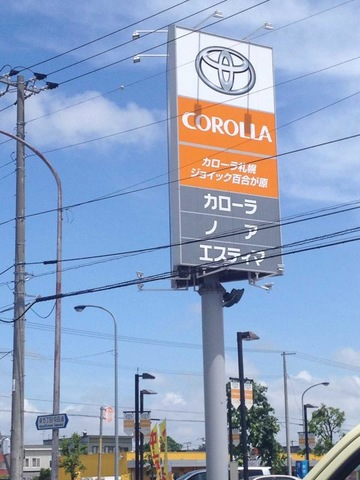 COROLLA
カローラ札幌
ジョイック百合が原
カローラ
ノア
エスティマ